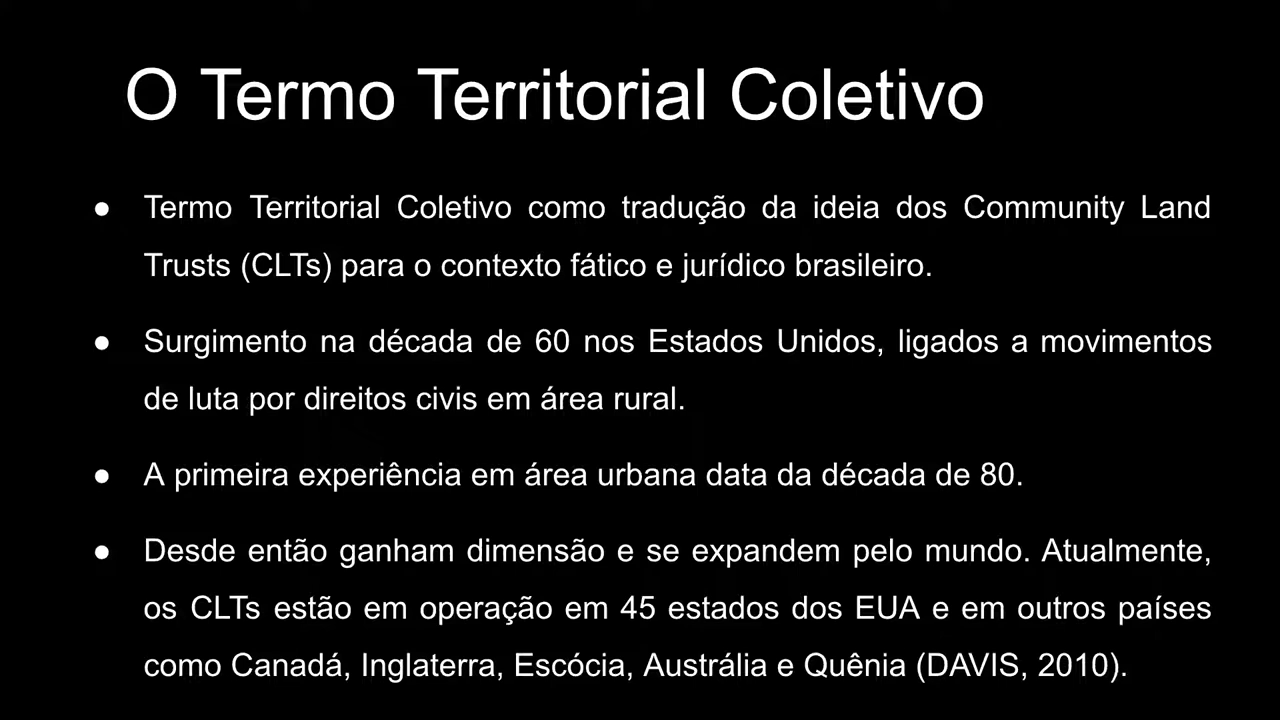 O Termo Territorial Coletivo
● Termo Territorial Coletivo como tradução da ideia dos Community Land
Trusts (CLTs) para o contexto fático e jurídico brasileiro.
● Surgimento na década de 60 nos Estados Unidos, ligados a movimentos
de luta por direitos civis em área rural.
● A primeira experiência em área urbana data da década de 80.
● Desde então ganham dimensão e se expandem pelo mundo. Atualmente,
os CLTs estão em operação em 45 estados dos EUA e em outros países
como Canadá, Inglaterra, Escócia, Austrália e Quênia (DAVIS, 2010).